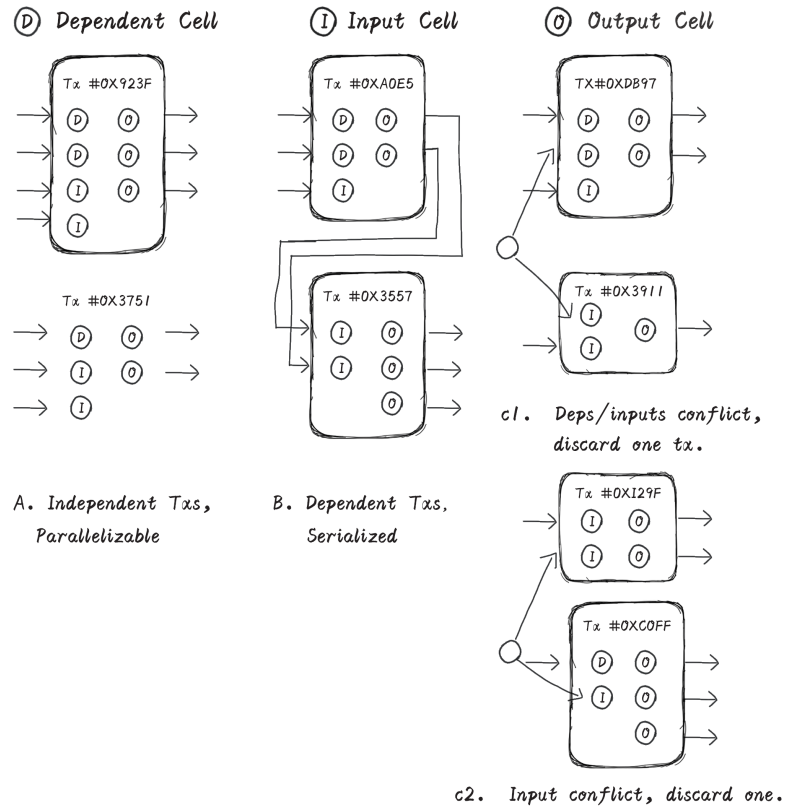 D Dependent Cell
I Input Cell
O Output Cell
Tx #0X923F
D O
D O
I O
I
Tx #0X3751
D O
I O
I
A. Independent Txs,
Parallelizable
Tx #0XA0E5
D O
D O
I
Tx #0X3557
I O
I O
O
B. Dependent Txs,
Serialized
TX#0XDB97
D O
D O
I
Tx #0X3911
I
O
I
c1. Deps/inputs conflict,
discard one tx.
Tx #0X129F
I O
I O
Tx #0XC0FF
D O
I O
O
c2. Input conflict, discard one.